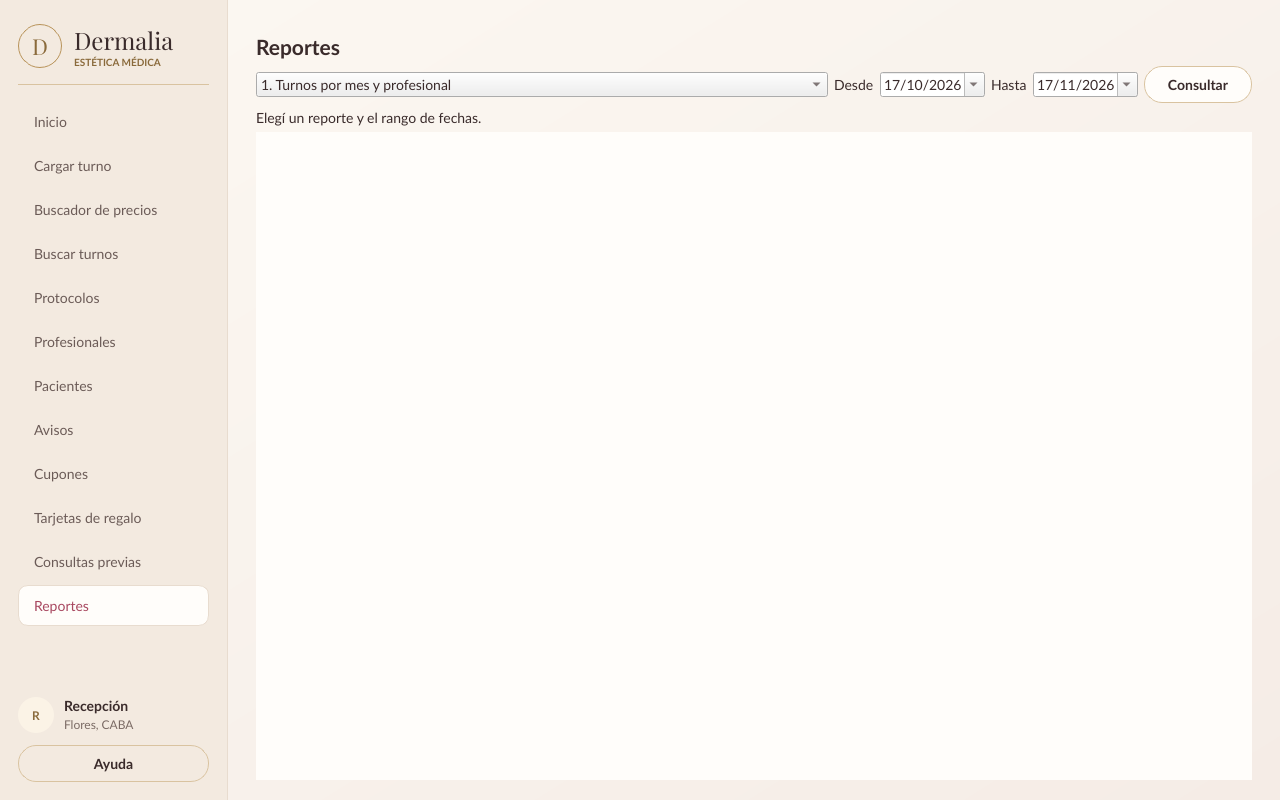 D
Dermalia
ESTÉTICA MÉDICA
Inicio
Cargar turno
Buscador de precios
Buscar turnos
Protocolos
Profesionales
Pacientes
Avisos
Cupones
Tarjetas de regalo
Consultas previas
Reportes
R
Recepción
Flores, CABA
Ayuda
Reportes
1. Turnos por mes y profesional Desde 17/10/2026 Hasta 17/11/2026 Consultar
Elegí un reporte y el rango de fechas.